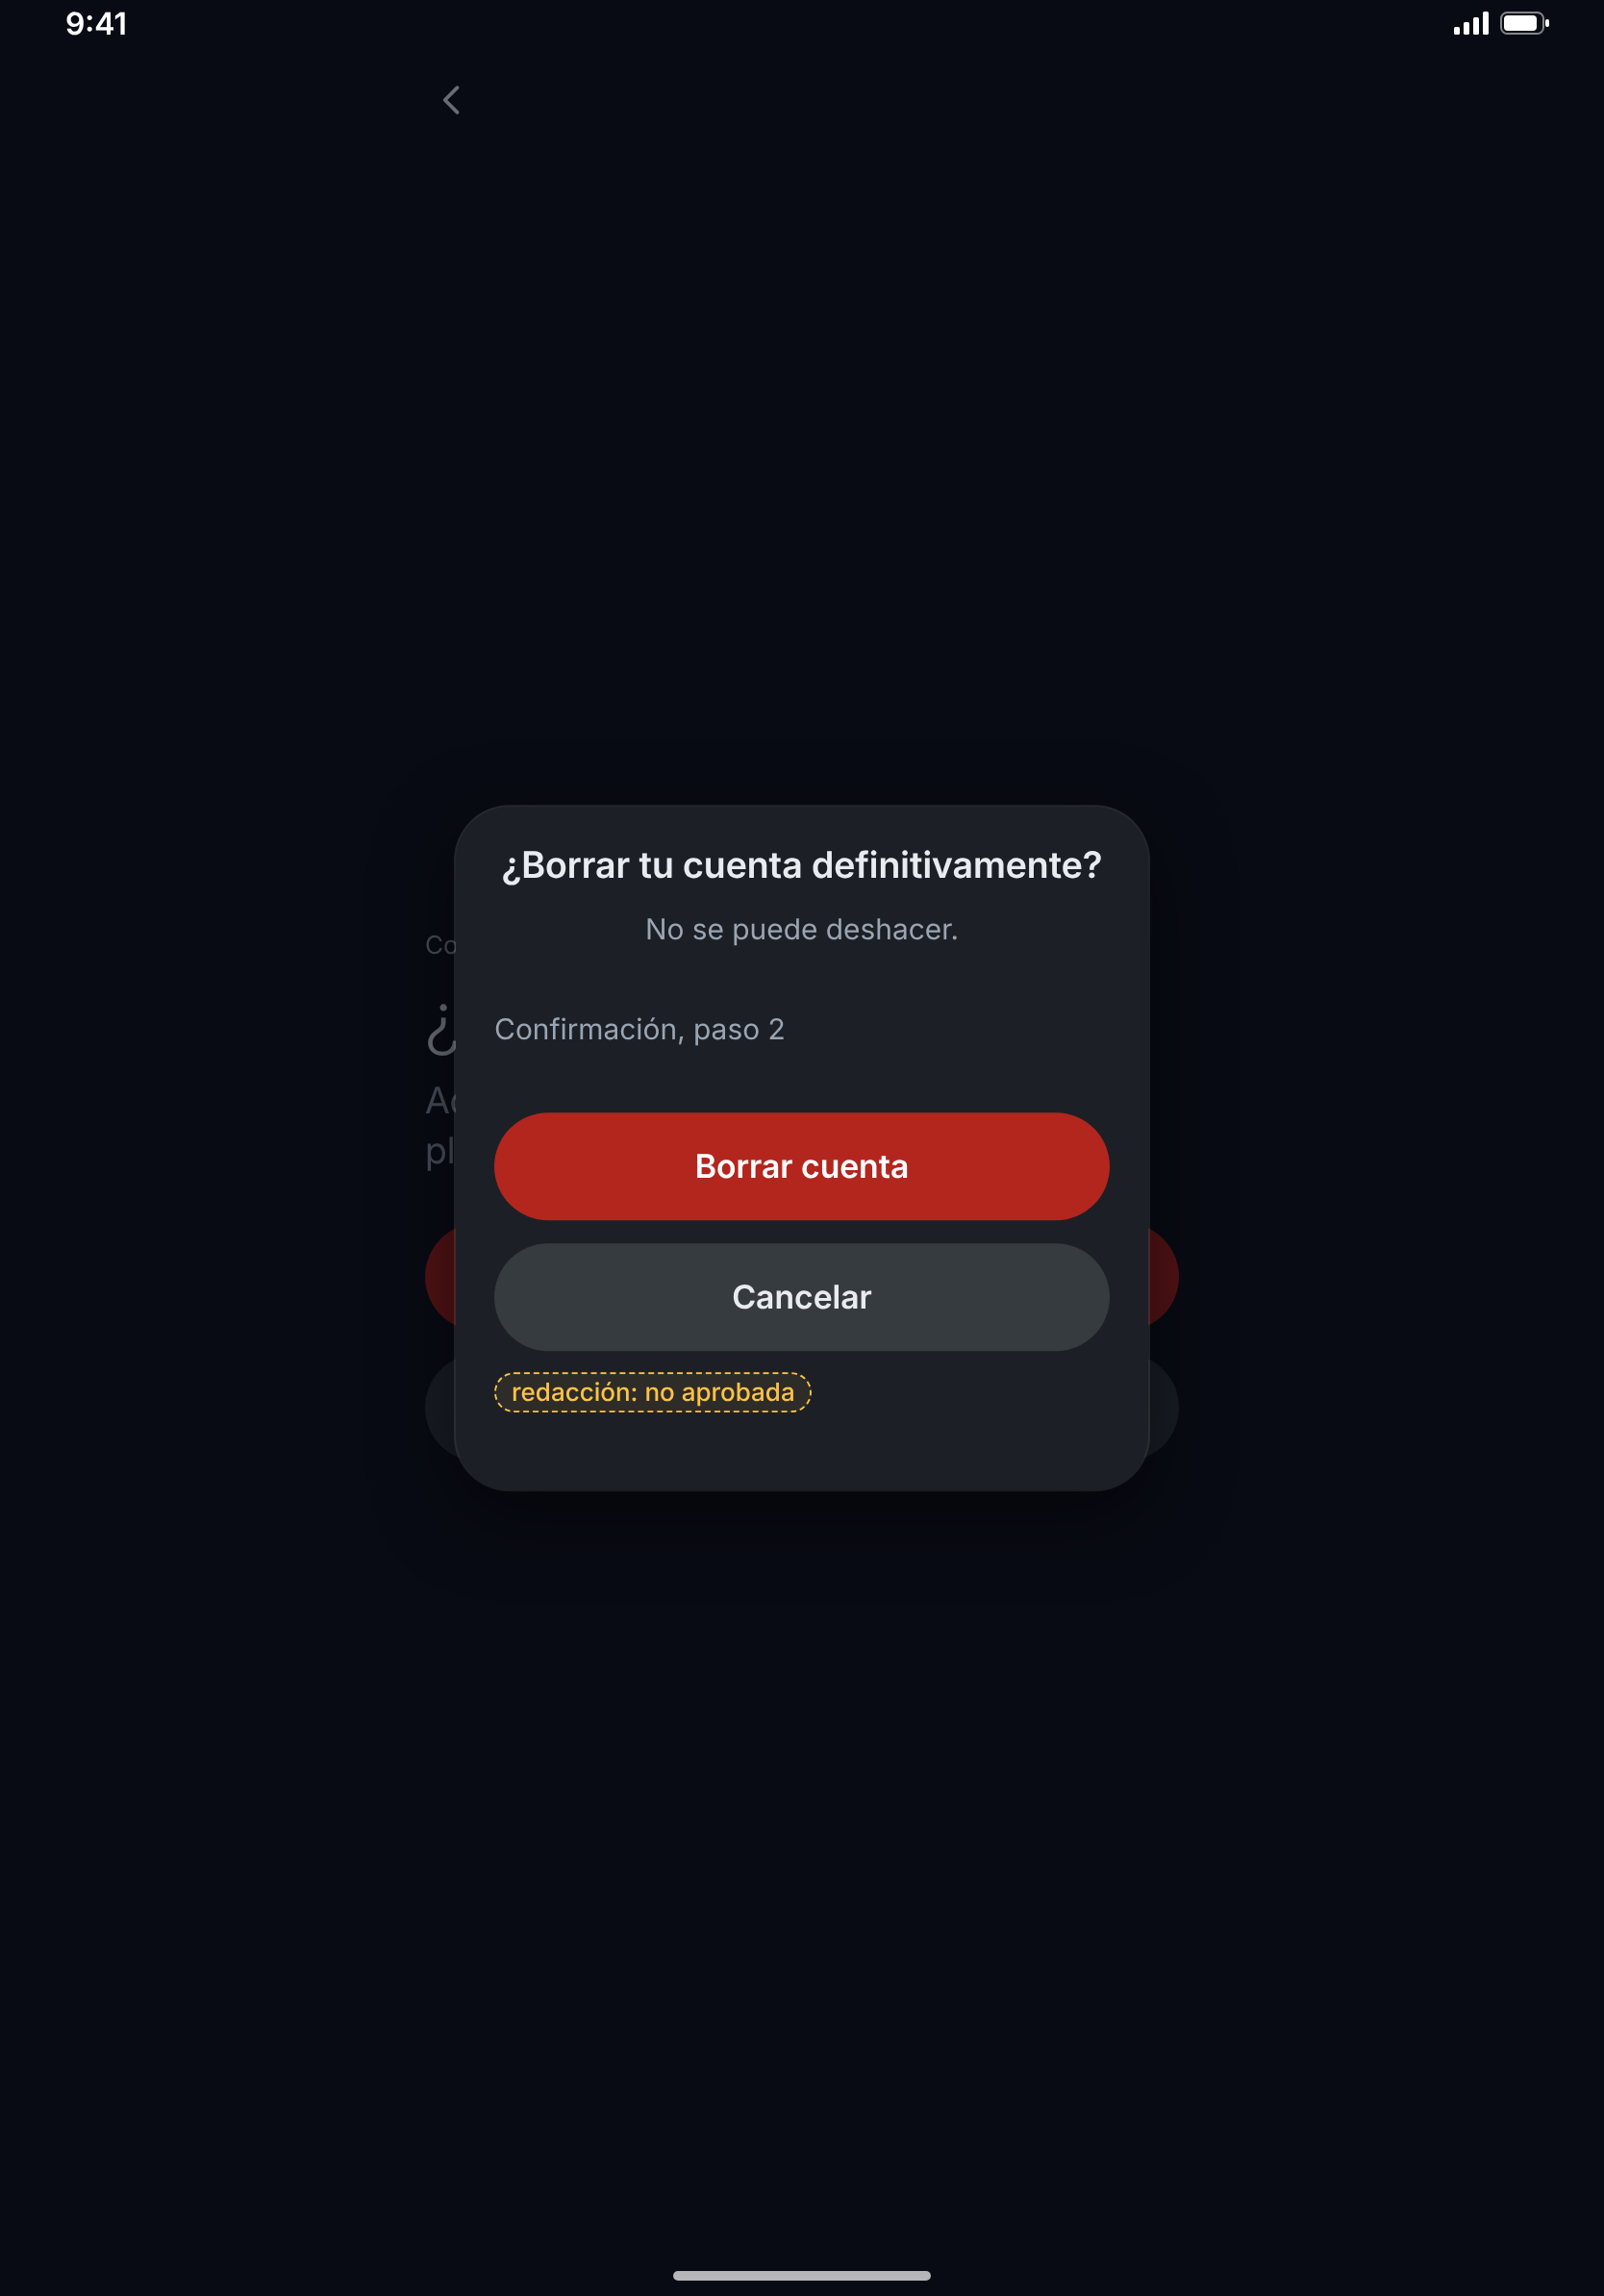 9:41
¿Borrar tu cuenta definitivamente?
No se puede deshacer.
Confirmación, paso 2
Borrar cuenta
Cancelar
redacción: no aprobada